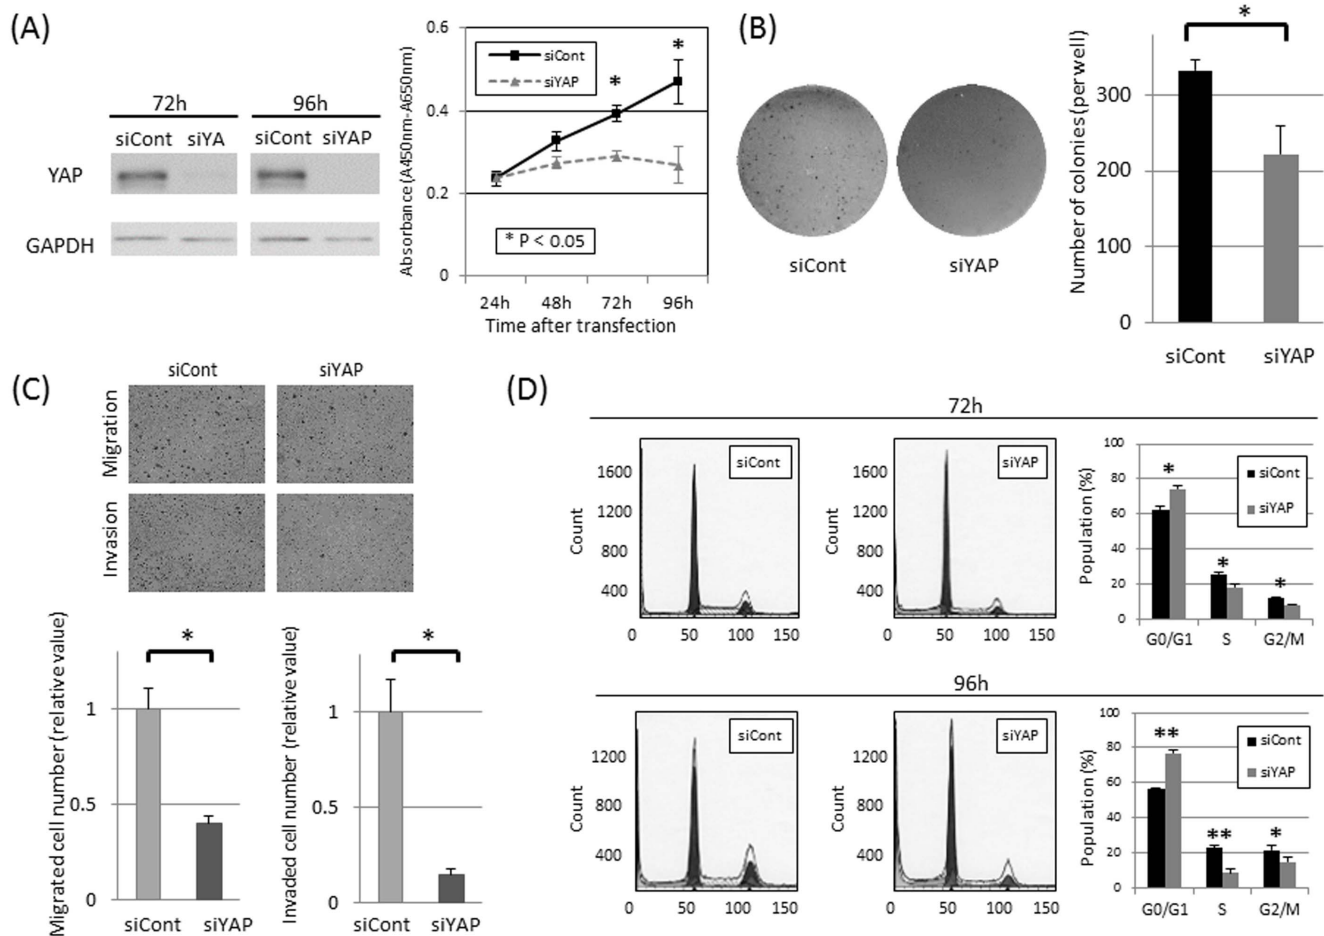 (A)
72h 96h
siCont siYA siCont siYAP
YAP
GAPDH
Absorbance (A450nm-A650nm)
0.6
0.4
0.2
0
siCont
siYAP
*
*
* P < 0.05
24h 48h 72h 96h
Time after transfection
(B)
siCont siYAP
Number of colonies (per well)
*
300
200
100
0
siCont siYAP
(C)
siCont siYAP
Migration
Invasion
Migrated cell number (relative value)
*
1
0.5
0
siCont siYAP
Invaded cell number (relative value)
*
1
0.5
0
siCont siYAP
(D)
72h
Count
1600
1200
800
400
siCont
0 50 100 150
Count
1600
1200
800
400
siYAP
0 50 100 150
Population (%)
100
80
60
40
20
0
siCont
siYAP
* * *
G0/G1 S G2/M
96h
Count
1200
800
400
siCont
0 50 100 150
Count
1200
800
400
siYAP
0 50 100 150
Population (%)
100
80
60
40
20
0
siCont
siYAP
** ** *
G0/G1 S G2/M